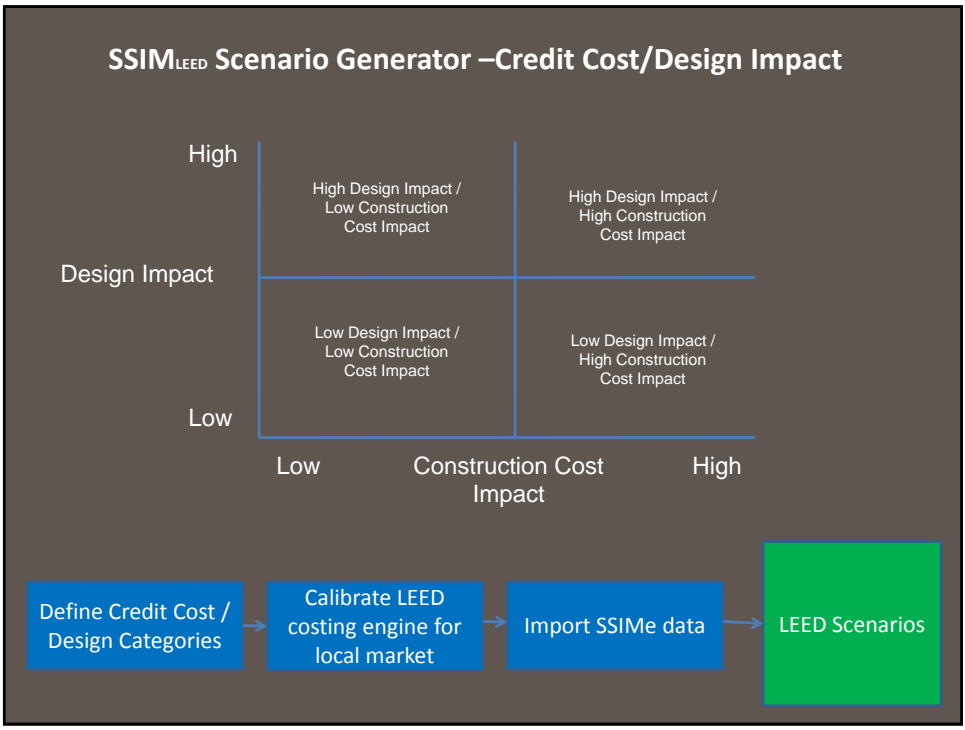 SSIMLEED Scenario Generator –Credit Cost/Design Impact
High
High Design Impact /
Low Construction
Cost Impact
High Design Impact /
High Construction
Cost Impact
Design Impact
Low Design Impact /
Low Construction
Cost Impact
Low Design Impact /
High Construction
Cost Impact
Low
Low
Construction Cost
Impact
High
Define Credit Cost /
Design Categories
Calibrate LEED
costing engine for
local market
Import SSIMe data
LEED Scenarios